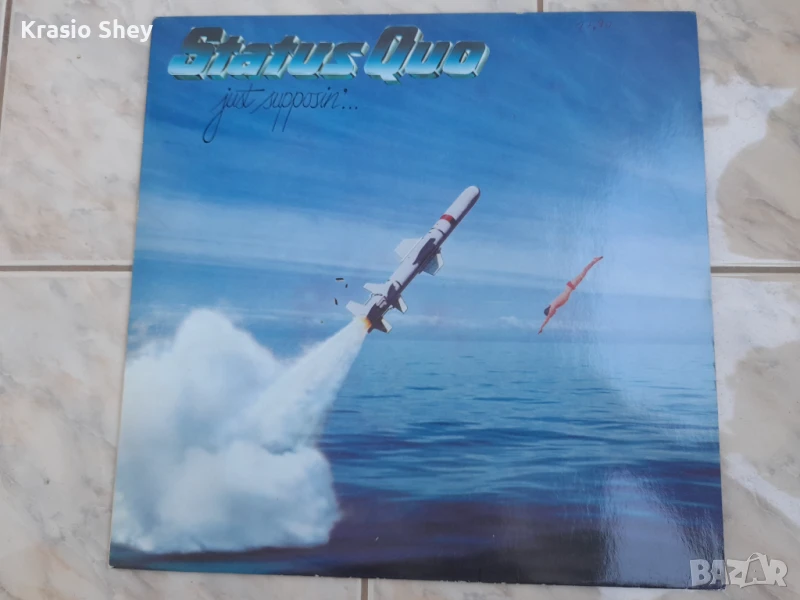 Krasio Shey
Status Quo
just supposin'...
BAZAR